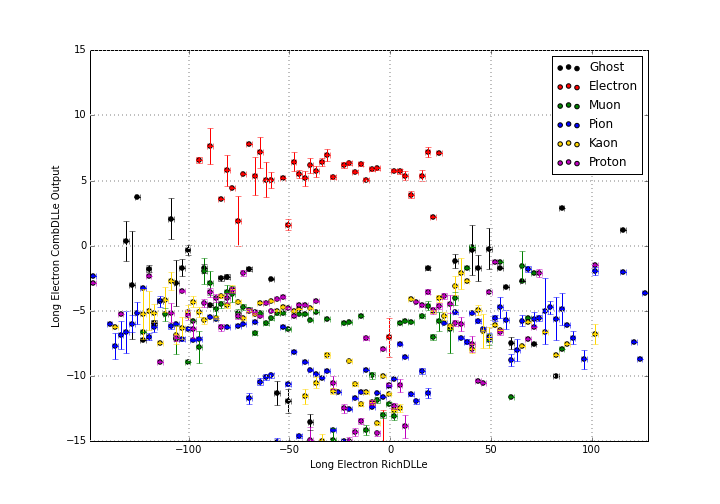 15
10
5
0
−5
−10
−15
Long Electron CombDLLe Output
−100
−50
0
50
100
Long Electron RichDLLe
Ghost
Electron
Muon
Pion
Kaon
Proton